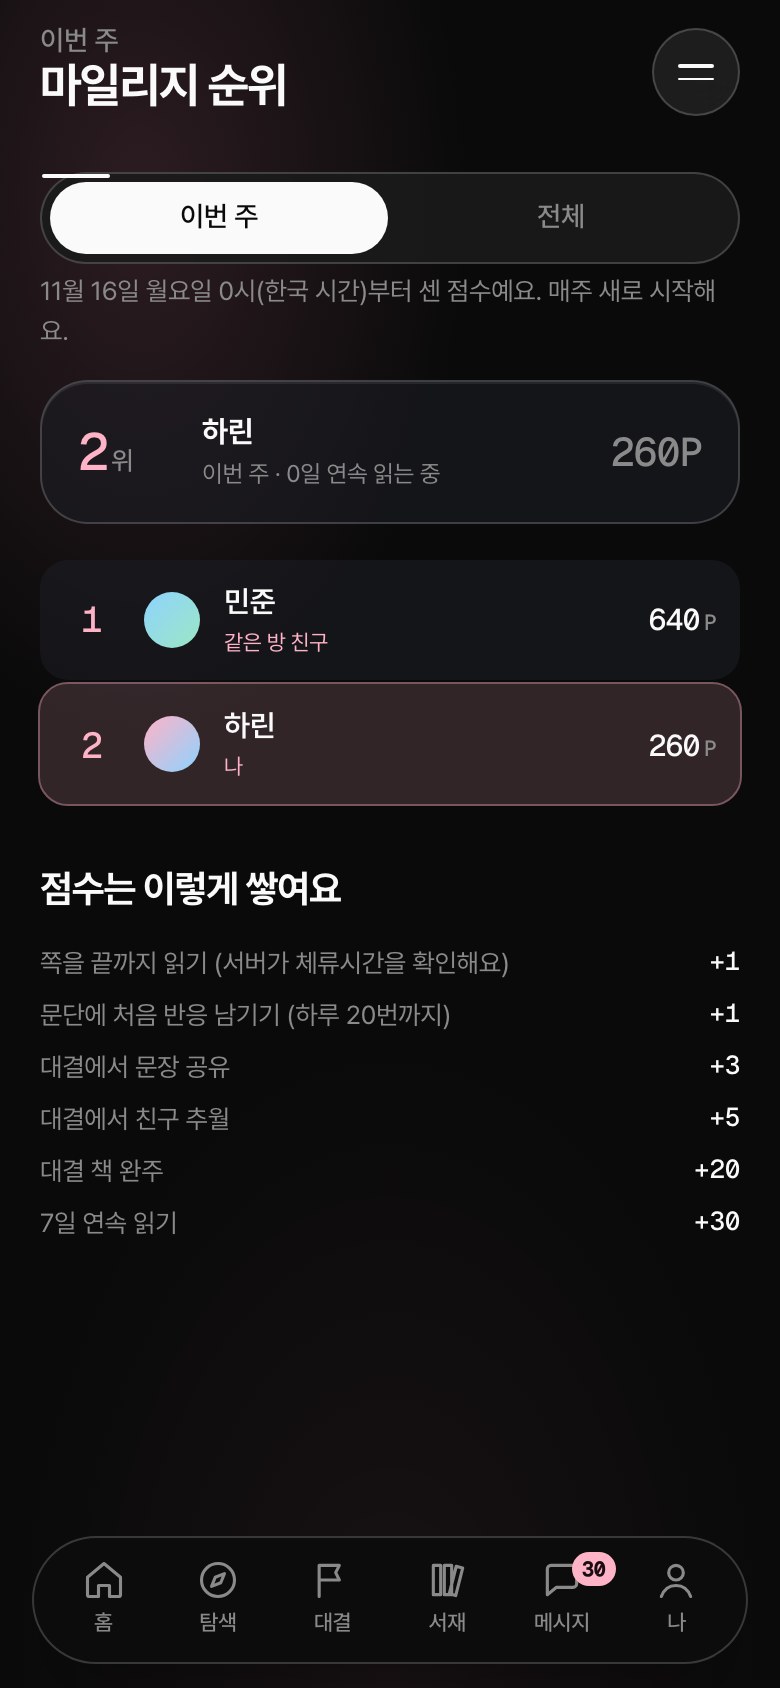 이번 주
마일리지 순위
이번 주
전체
11월 16일 월요일 0시(한국 시간)부터 센 점수예요. 매주 새로 시작해
요.
2위
하린
이번 주 · 0일 연속 읽는 중
260P
1
민준
같은 방 친구
640 P
2
하린
나
260 P
점수는 이렇게 쌓여요
쪽을 끝까지 읽기 (서버가 체류시간을 확인해요) +1
문단에 처음 반응 남기기 (하루 20번까지) +1
대결에서 문장 공유 +3
대결에서 친구 추월 +5
대결 책 완주 +20
7일 연속 읽기 +30
30
홈 탐색 대결 서재 메시지 나